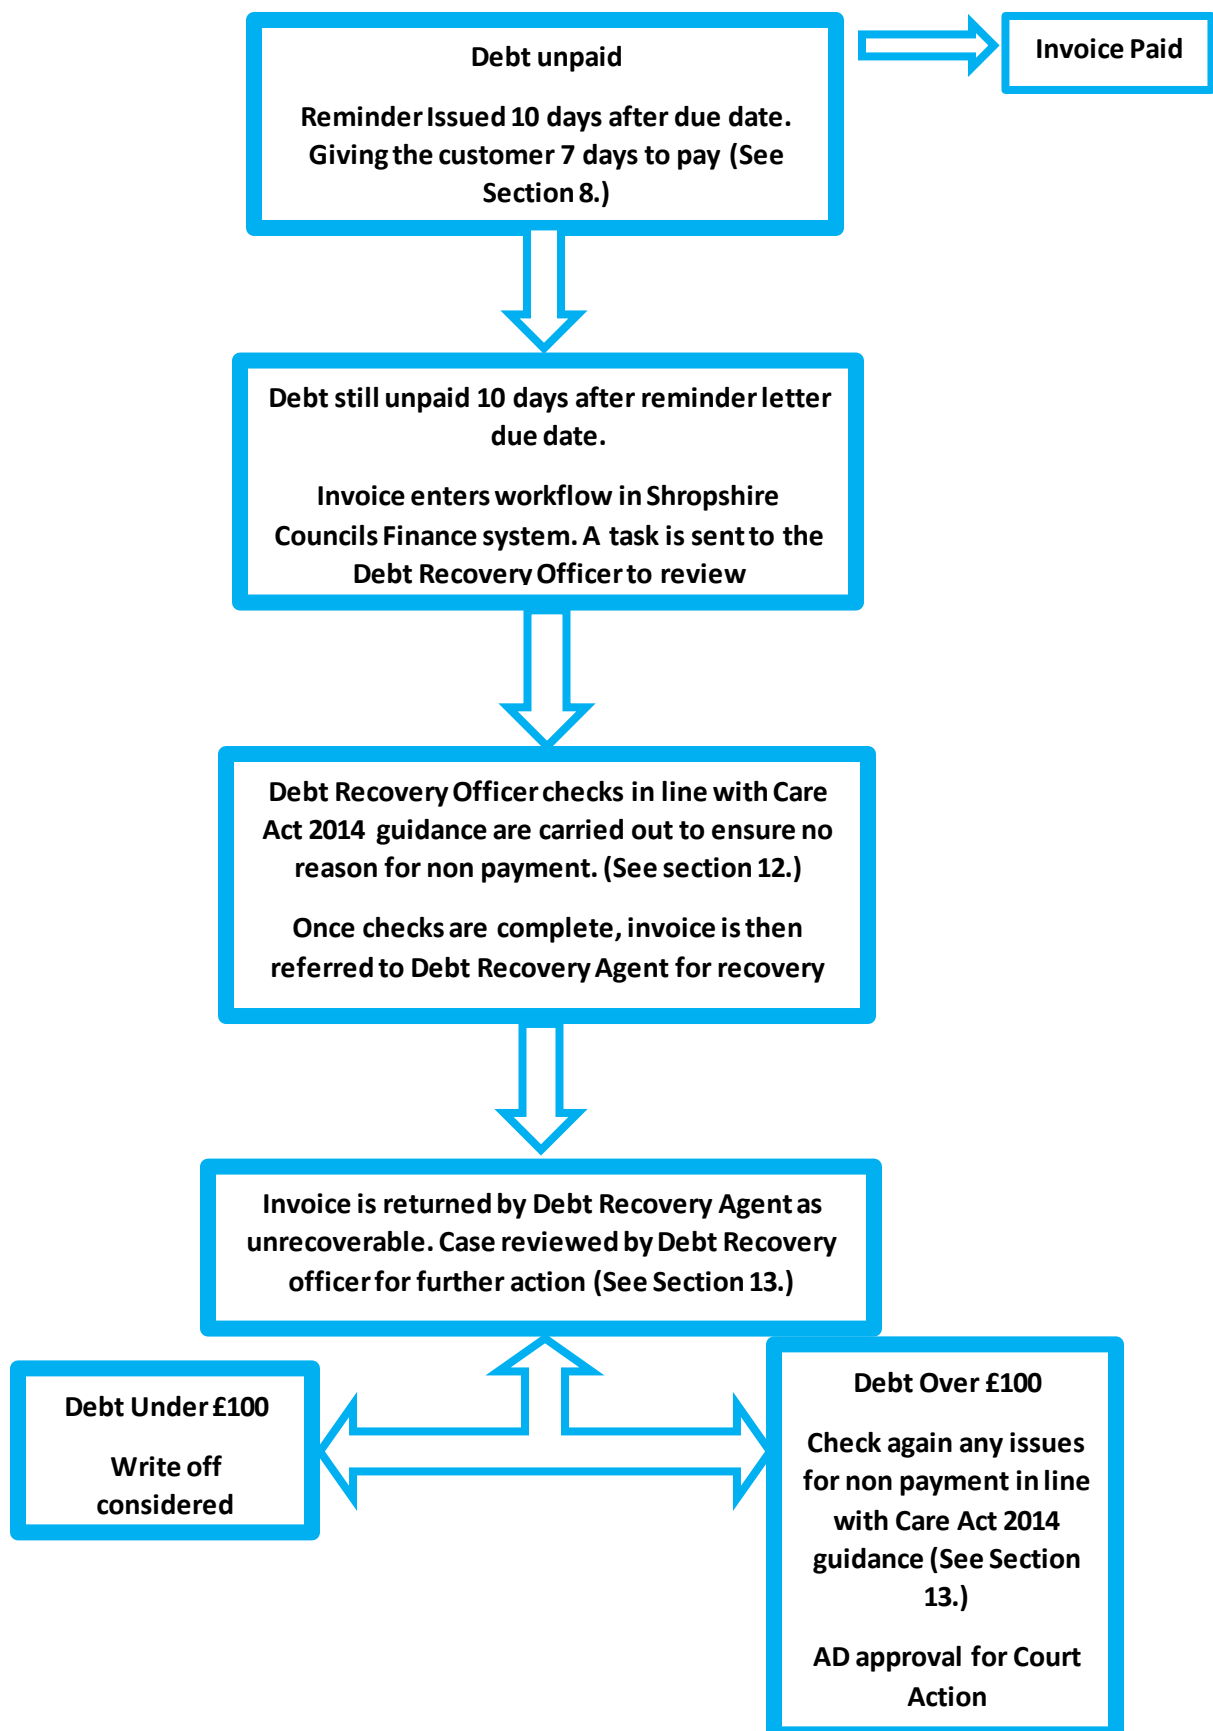 Debt unpaid
Invoice Paid
Reminder Issued 10 days after due date.
Giving the customer 7 days to pay (See
Section 8.)
Debt still unpaid 10 days after reminder letter
due date.
Invoice enters workflow in Shropshire
Councils Finance system. A task is sent to the
Debt Recovery Officer to review
Debt Recovery Officer checks in line with Care
Act 2014 guidance are carried out to ensure no
reason for non payment. (See section 12.)
Once checks are complete, invoice is then
referred to Debt Recovery Agent for recovery
Invoice is returned by Debt Recovery Agent as
unrecoverable. Case reviewed by Debt Recovery
officer for further action (See Section 13.)
Debt Under £100
Write off
considered
Debt Over £100
Check again any issues
for non payment in line
with Care Act 2014
guidance (See Section
13.)
AD approval for Court
Action